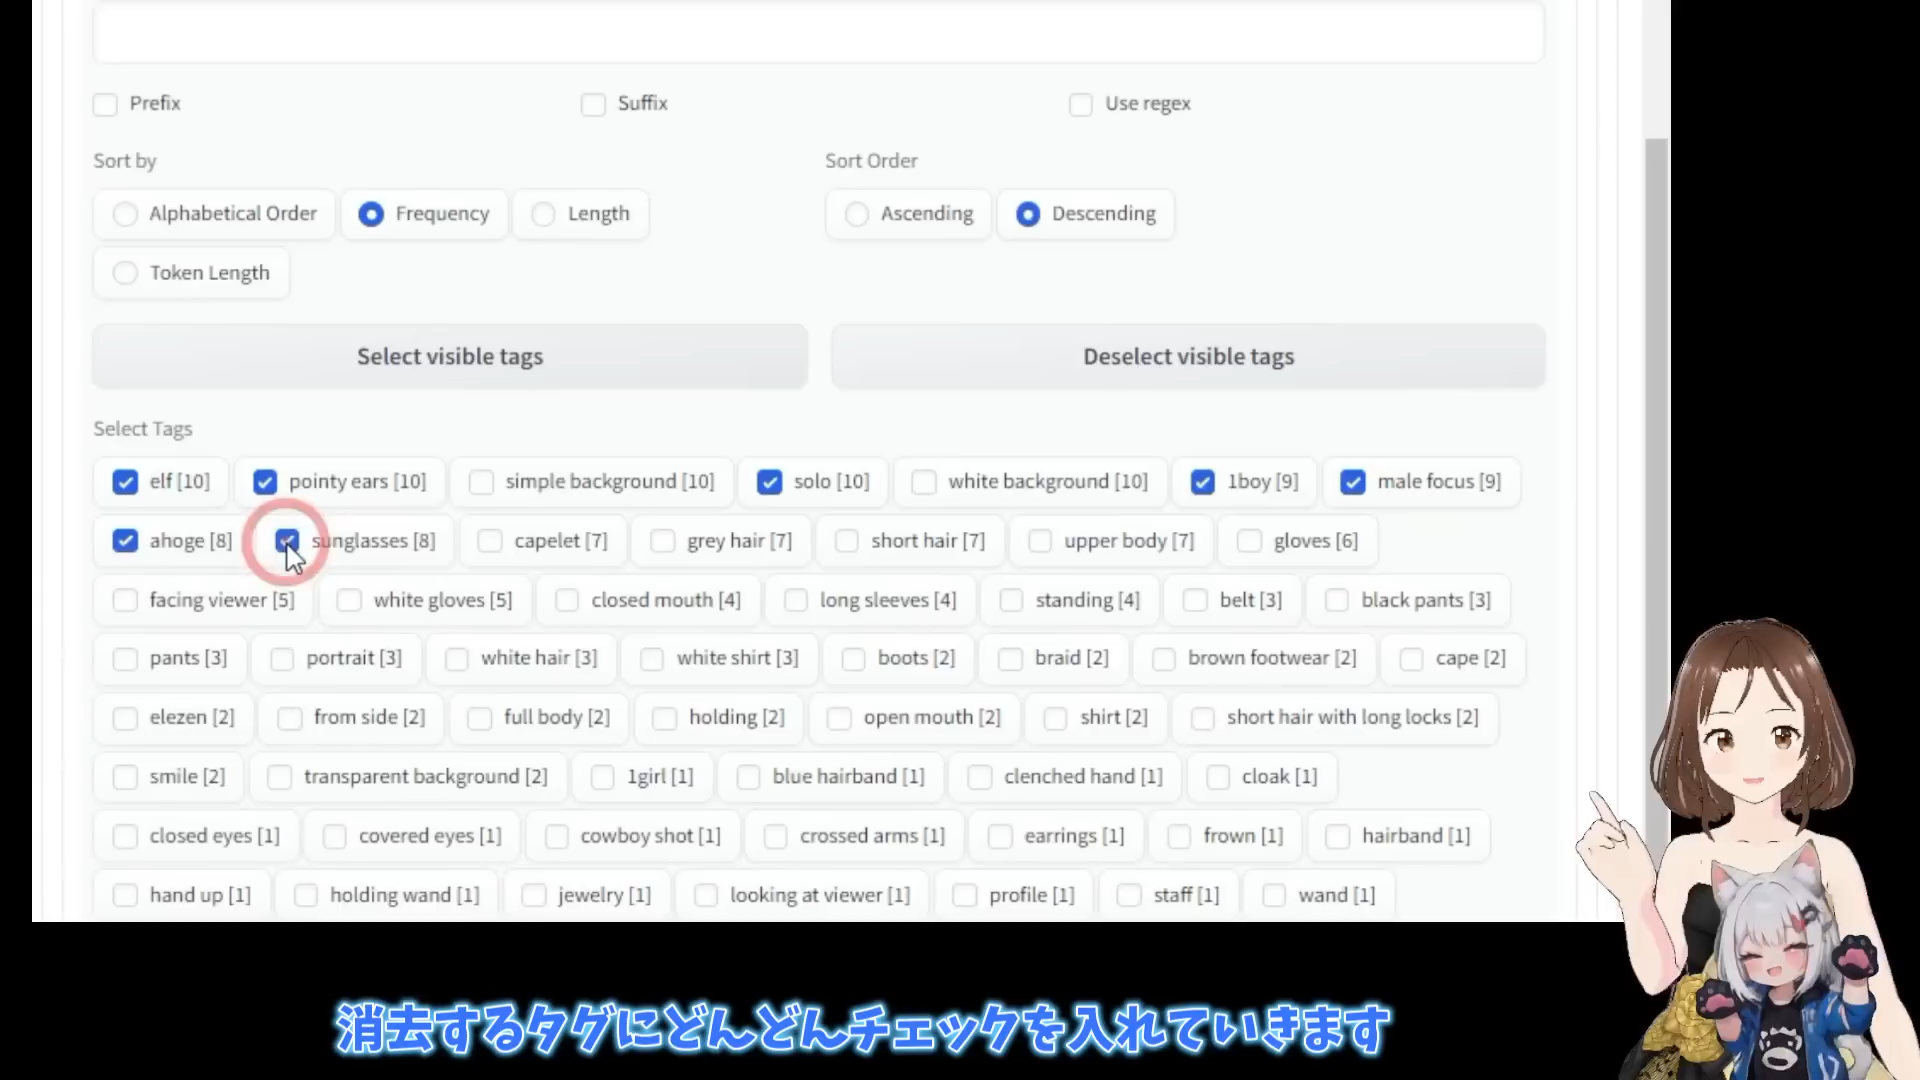 Prefix Suffix Use regex
Sort by Sort Order
Alphabetical Order Frequency Length Ascending Descending
Token Length
Select visible tags Deselect visible tags
Select Tags
elf [10] pointy ears [10] simple background [10] solo [10] white background [10] 1boy [9] male focus [9]
ahoge [8] sunglasses [8] capelet [7] grey hair [7] short hair [7] upper body [7] gloves [6]
facing viewer [5] white gloves [5] closed mouth [4] long sleeves [4] standing [4] belt [3] black pants [3]
pants [3] portrait [3] white hair [3] white shirt [3] boots [2] braid [2] brown footwear [2] cape [2]
elezen [2] from side [2] full body [2] holding [2] open mouth [2] shirt [2] short hair with long locks [2]
smile [2] transparent background [2] 1girl [1] blue hairband [1] clenched hand [1] cloak [1]
closed eyes [1] covered eyes [1] cowboy shot [1] crossed arms [1] earrings [1] frown [1] hairband [1]
hand up [1] holding wand [1] jewelry [1] looking at viewer [1] profile [1] staff [1] wand [1]
消去するタグにどんどんチェックを入れていきます